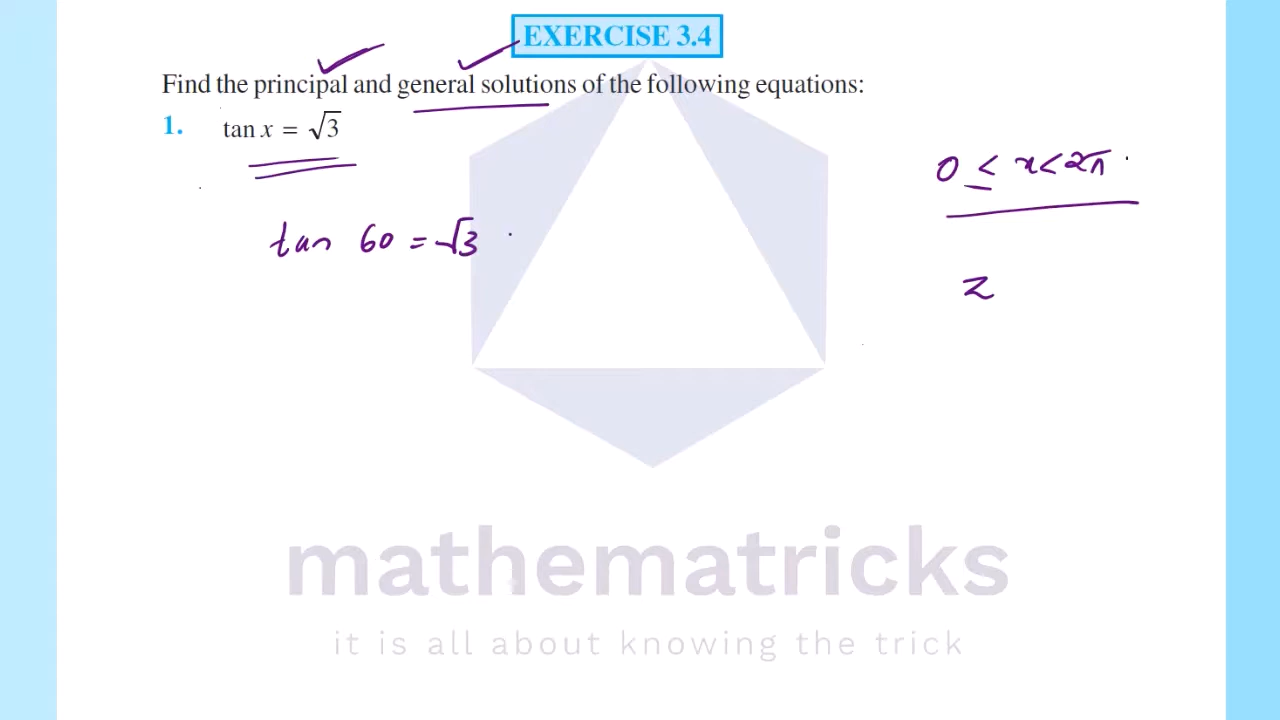 EXERCISE 3.4
Find the principal and general solutions of the following equations:
1. tan x = √3
0 ≤ x < 2π
tan 60 = √3
z
mathematricks
it is all about knowing the trick